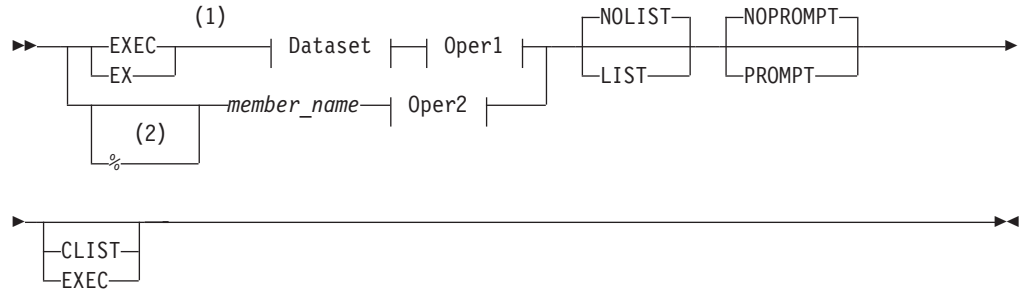 (1) NOLIST NOPROMPT
EXEC Dataset Oper1
EX LIST PROMPT
member_name Oper2
(2)
%
CLIST
EXEC